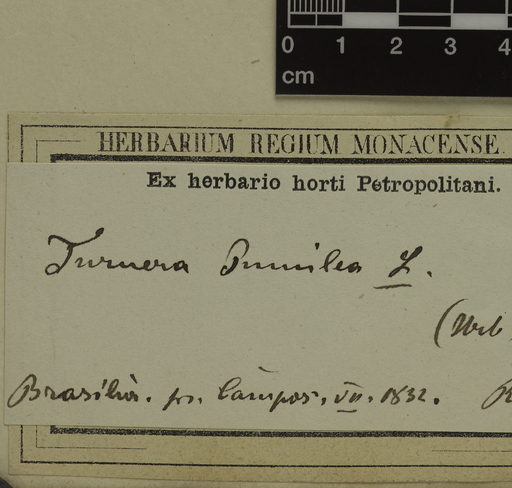 0 1 2 3 4
cm
HERBARIUM REGIUM MONACENSE.
Ex herbario horti Petropolitani.
Turnera Pumilea L.
(Urb
Brasilia. pr. Campos. VII. 1832. R